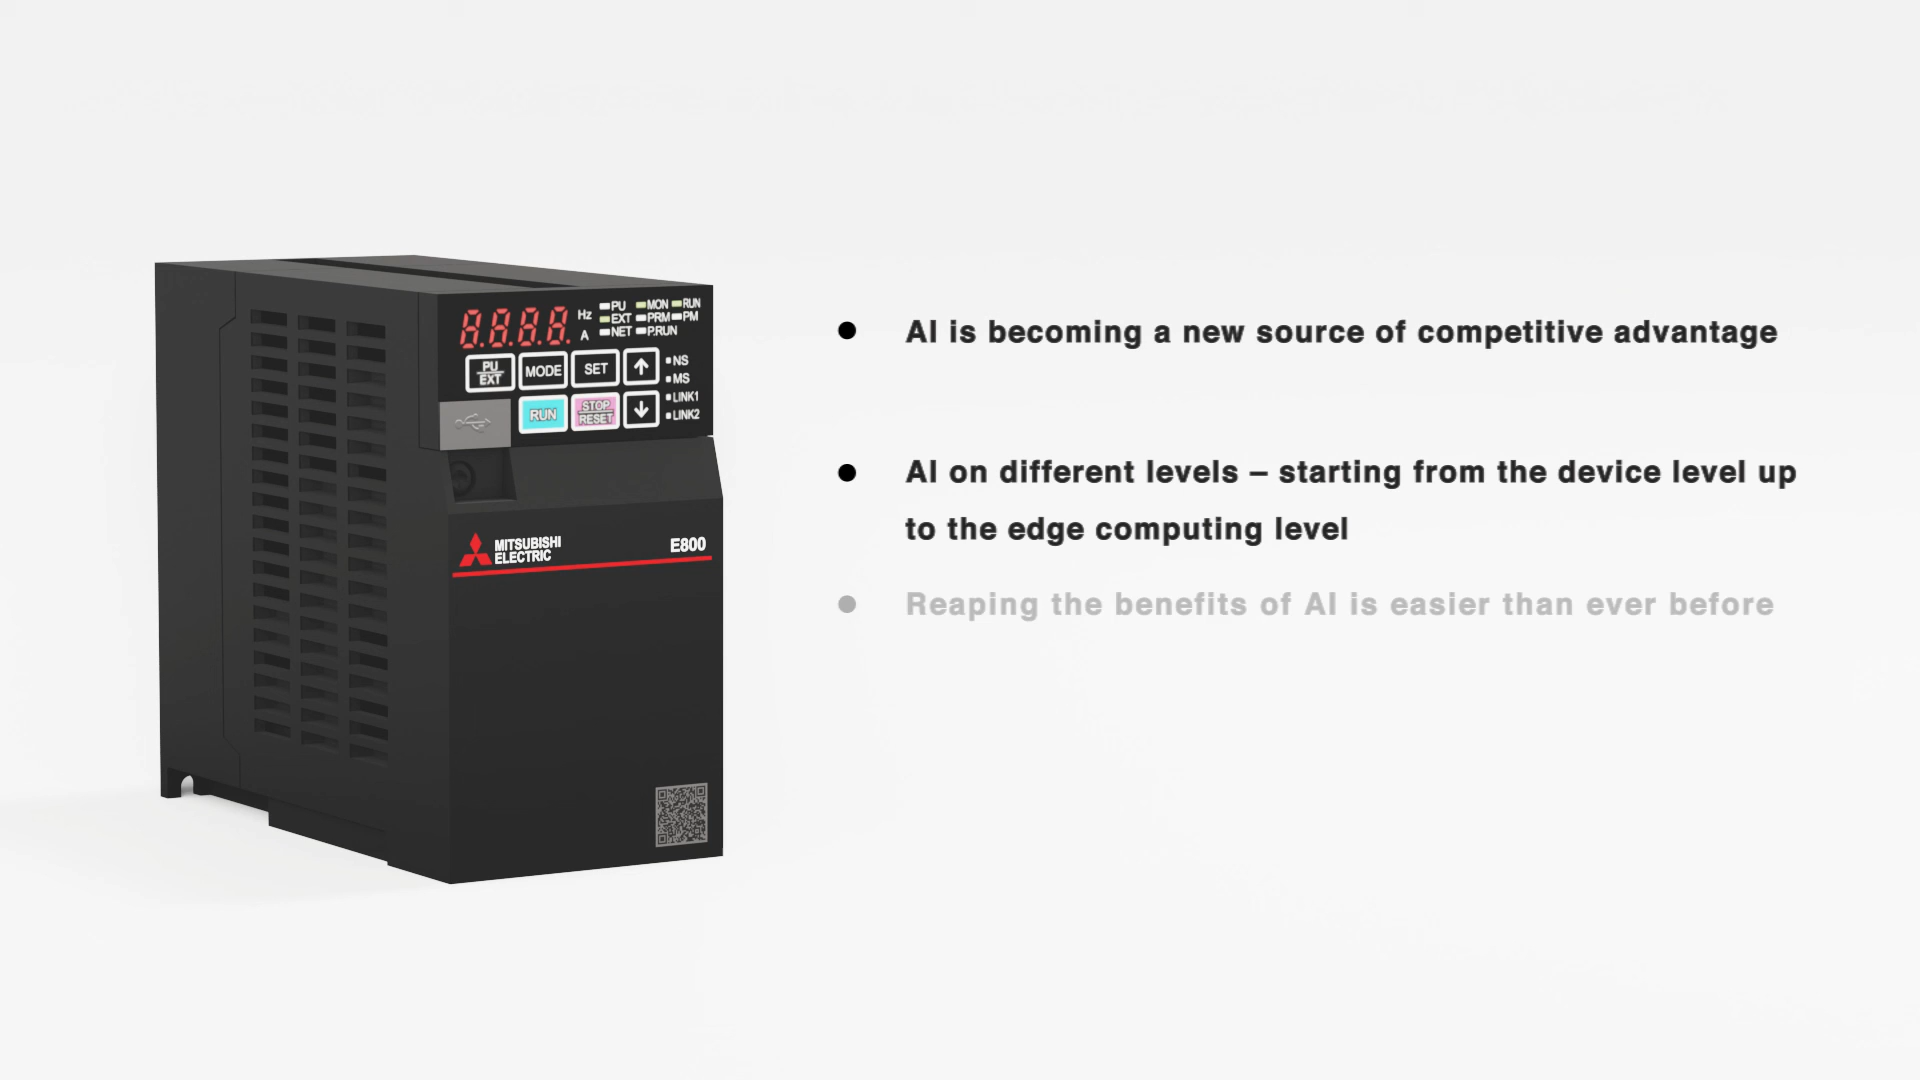 8.8.8.8.
Hz
A
PU MON RUN
EXT PRM PM
NET P.RUN
PU
EXT
MODE
SET
NS
MS
RUN
STOP
RESET
LINK1
LINK2
MITSUBISHI
ELECTRIC
E800
● AI is becoming a new source of competitive advantage
● AI on different levels – starting from the device level up
to the edge computing level
● Reaping the benefits of AI is easier than ever before